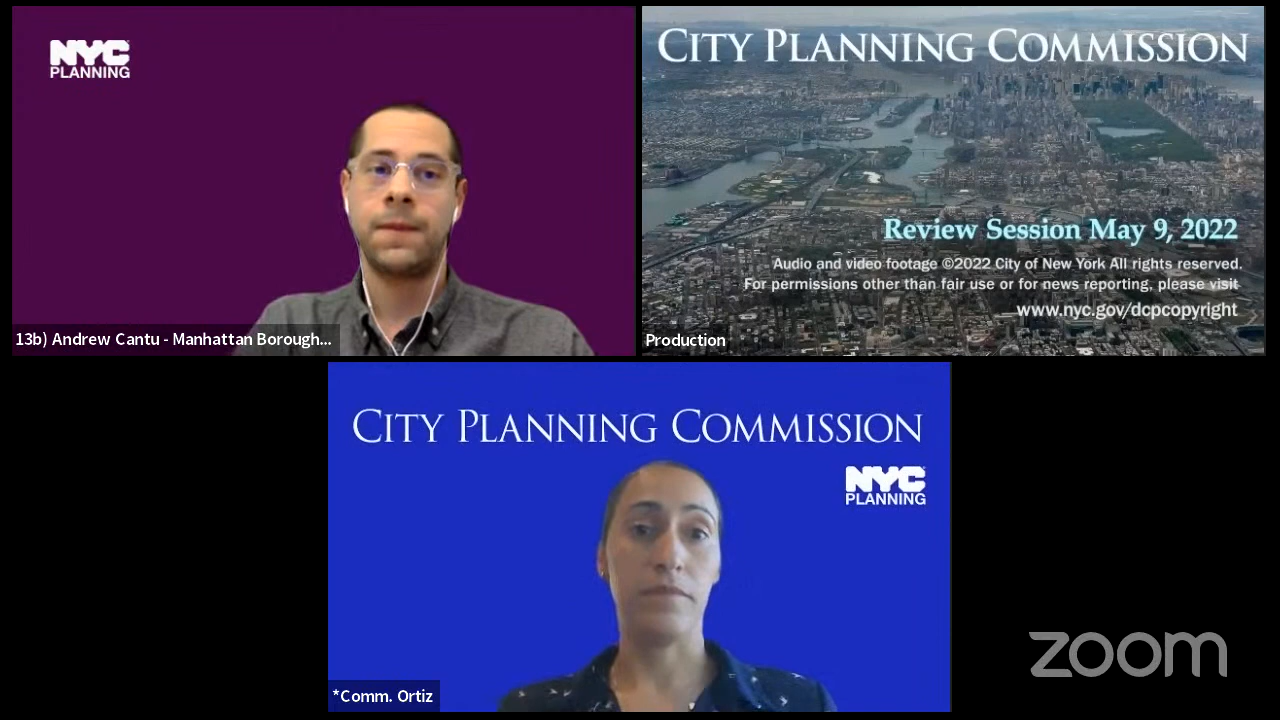 NYC
PLANNING
13b) Andrew Cantu - Manhattan Borough...
CITY PLANNING COMMISSION
Review Session May 9, 2022
Audio and video footage ©2022 City of New York All rights reserved.
For permissions other than fair use or for news reporting, please visit
www.nyc.gov/dcpcopyright
Production
CITY PLANNING COMMISSION
NYC
PLANNING
*Comm. Ortiz
zoom